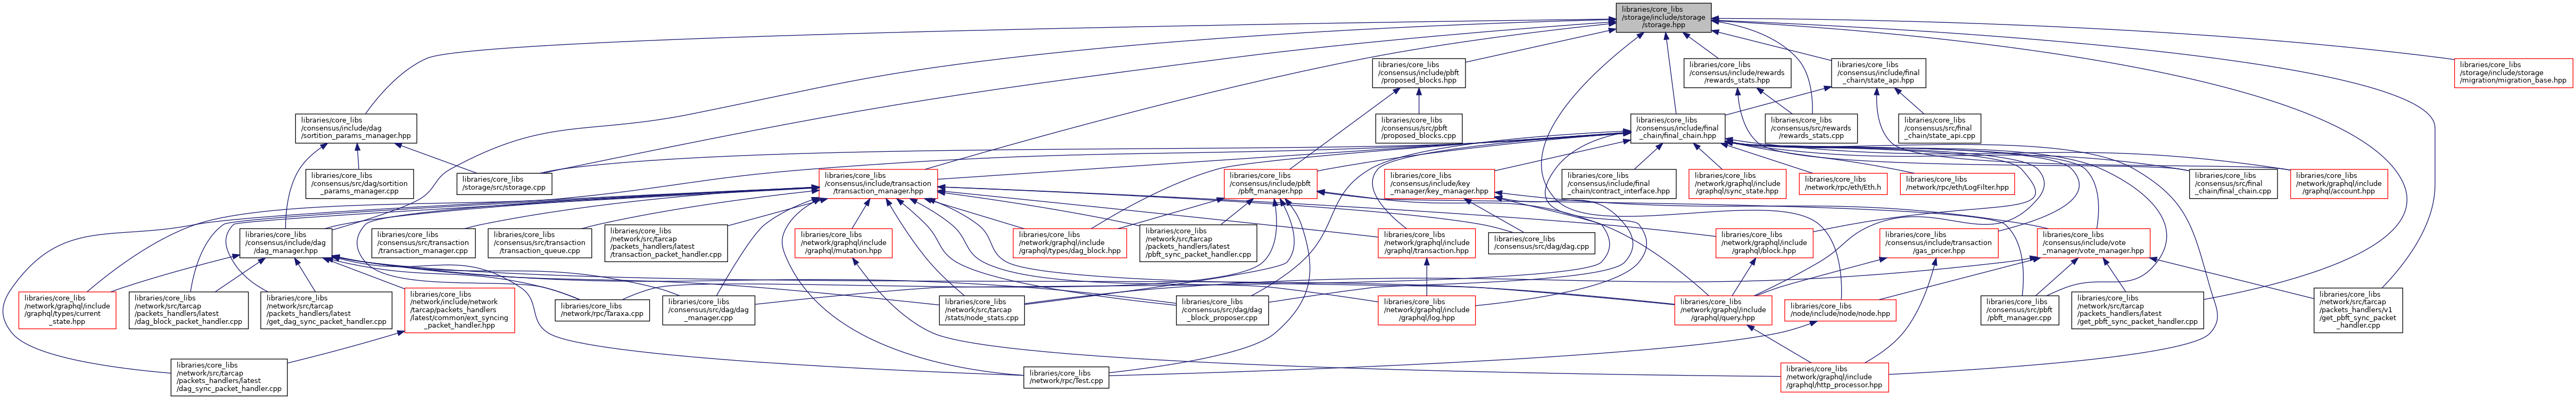 libraries/core_libs
/storage/include/storage
/storage.hpp
libraries/core_libs
/consensus/include/pbft
/proposed_blocks.hpp
libraries/core_libs
/consensus/include/rewards
/rewards_stats.hpp
libraries/core_libs
/consensus/include/final
_chain/state_api.hpp
libraries/core_libs
/storage/include/storage
/migration/migration_base.hpp
libraries/core_libs
/consensus/include/dag
/sortition_params_manager.hpp
libraries/core_libs
/consensus/src/pbft
/proposed_blocks.cpp
libraries/core_libs
/consensus/include/final
_chain/final_chain.hpp
libraries/core_libs
/consensus/src/rewards
/rewards_stats.cpp
libraries/core_libs
/consensus/src/final
_chain/state_api.cpp
libraries/core_libs
/consensus/src/dag/sortition
_params_manager.cpp
libraries/core_libs
/storage/src/storage.cpp
libraries/core_libs
/consensus/include/transaction
/transaction_manager.hpp
libraries/core_libs
/consensus/include/pbft
/pbft_manager.hpp
libraries/core_libs
/consensus/include/key
_manager/key_manager.hpp
libraries/core_libs
/consensus/include/final
_chain/contract_interface.hpp
libraries/core_libs
/network/graphql/include
/graphql/sync_state.hpp
libraries/core_libs
/network/rpc/eth/Eth.h
libraries/core_libs
/network/rpc/eth/LogFilter.hpp
libraries/core_libs
/consensus/src/final
_chain/final_chain.cpp
libraries/core_libs
/network/graphql/include
/graphql/account.hpp
libraries/core_libs
/consensus/include/dag
/dag_manager.hpp
libraries/core_libs
/consensus/src/transaction
/transaction_manager.cpp
libraries/core_libs
/consensus/src/transaction
/transaction_queue.cpp
libraries/core_libs
/network/src/tarcap
/packets_handlers/latest
/transaction_packet_handler.cpp
libraries/core_libs
/network/graphql/include
/graphql/mutation.hpp
libraries/core_libs
/network/graphql/include
/graphql/types/dag_block.hpp
libraries/core_libs
/network/src/tarcap
/packets_handlers/latest
/pbft_sync_packet_handler.cpp
libraries/core_libs
/network/graphql/include
/graphql/transaction.hpp
libraries/core_libs
/consensus/src/dag/dag.cpp
libraries/core_libs
/network/graphql/include
/graphql/block.hpp
libraries/core_libs
/consensus/include/transaction
/gas_pricer.hpp
libraries/core_libs
/consensus/include/vote
_manager/vote_manager.hpp
libraries/core_libs
/network/graphql/include
/graphql/types/current
_state.hpp
libraries/core_libs
/network/src/tarcap
/packets_handlers/latest
/dag_block_packet_handler.cpp
libraries/core_libs
/network/src/tarcap
/packets_handlers/latest
/get_dag_sync_packet_handler.cpp
libraries/core_libs
/network/include/network
/tarcap/packets_handlers
/latest/common/ext_syncing
_packet_handler.hpp
libraries/core_libs
/network/rpc/Taraxa.cpp
libraries/core_libs
/consensus/src/dag/dag
_manager.cpp
libraries/core_libs
/network/src/tarcap
/stats/node_stats.cpp
libraries/core_libs
/consensus/src/dag/dag
_block_proposer.cpp
libraries/core_libs
/network/graphql/include
/graphql/log.hpp
libraries/core_libs
/network/graphql/include
/graphql/query.hpp
libraries/core_libs
/node/include/node/node.hpp
libraries/core_libs
/consensus/src/pbft
/pbft_manager.cpp
libraries/core_libs
/network/src/tarcap
/packets_handlers/latest
/get_pbft_sync_packet_handler.cpp
libraries/core_libs
/network/src/tarcap
/packets_handlers/v1
/get_pbft_sync_packet
_handler.cpp
libraries/core_libs
/network/src/tarcap
/packets_handlers/latest
/dag_sync_packet_handler.cpp
libraries/core_libs
/network/rpc/Test.cpp
libraries/core_libs
/network/graphql/include
/graphql/http_processor.hpp